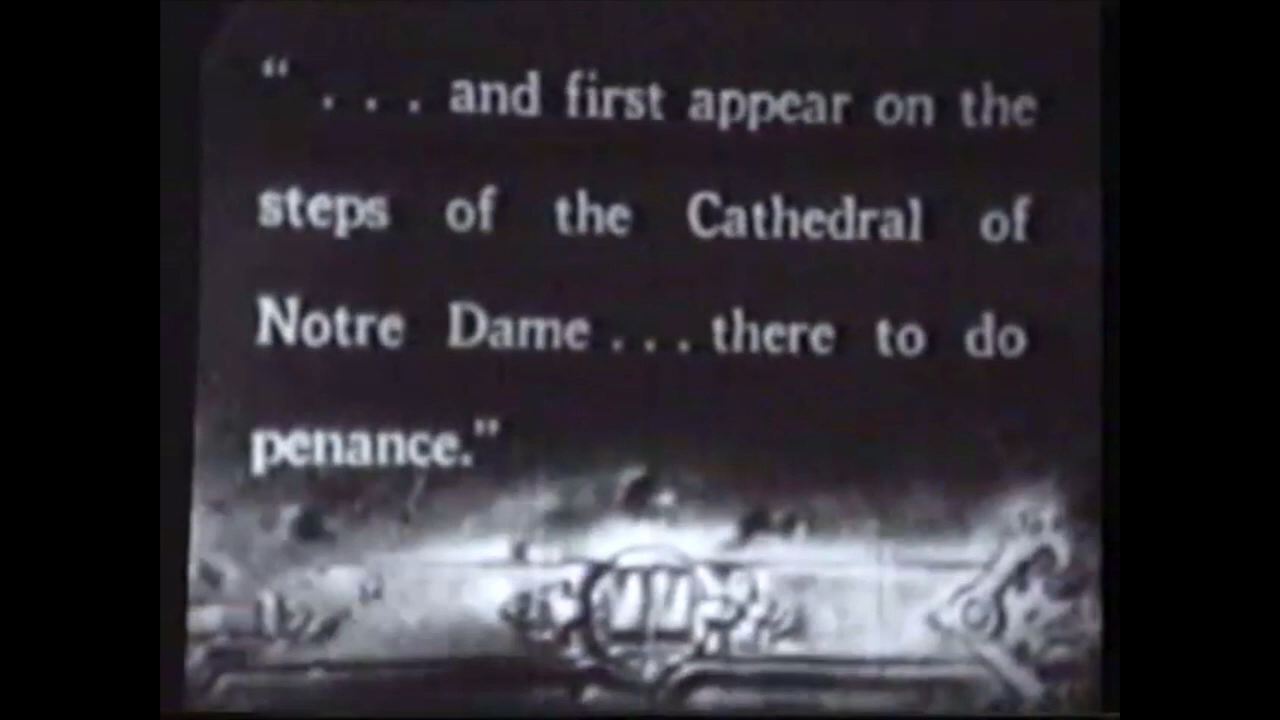 “ . . . and first appear on the
steps of the Cathedral of
Notre Dame . . . there to do
penance.”